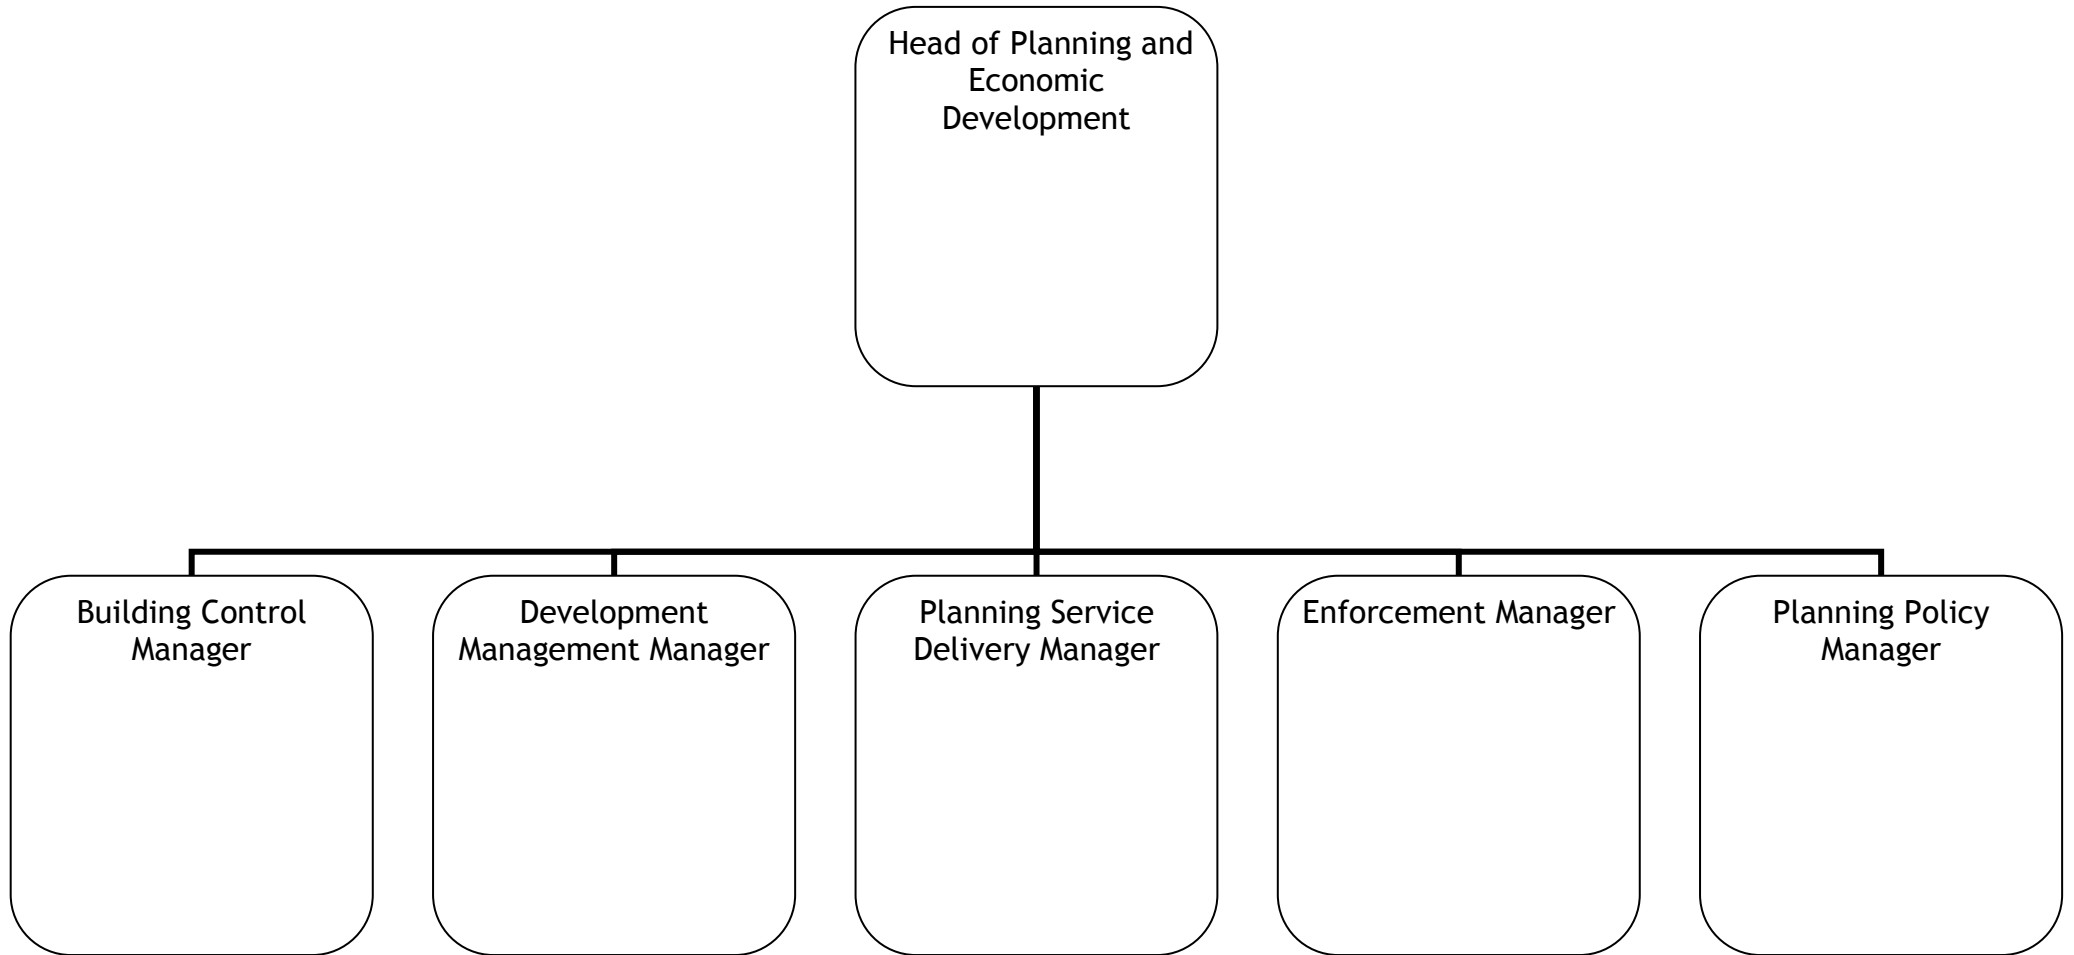 Head of Planning and
Economic
Development
Building Control
Manager
Development
Management Manager
Planning Service
Delivery Manager
Enforcement Manager
Planning Policy
Manager